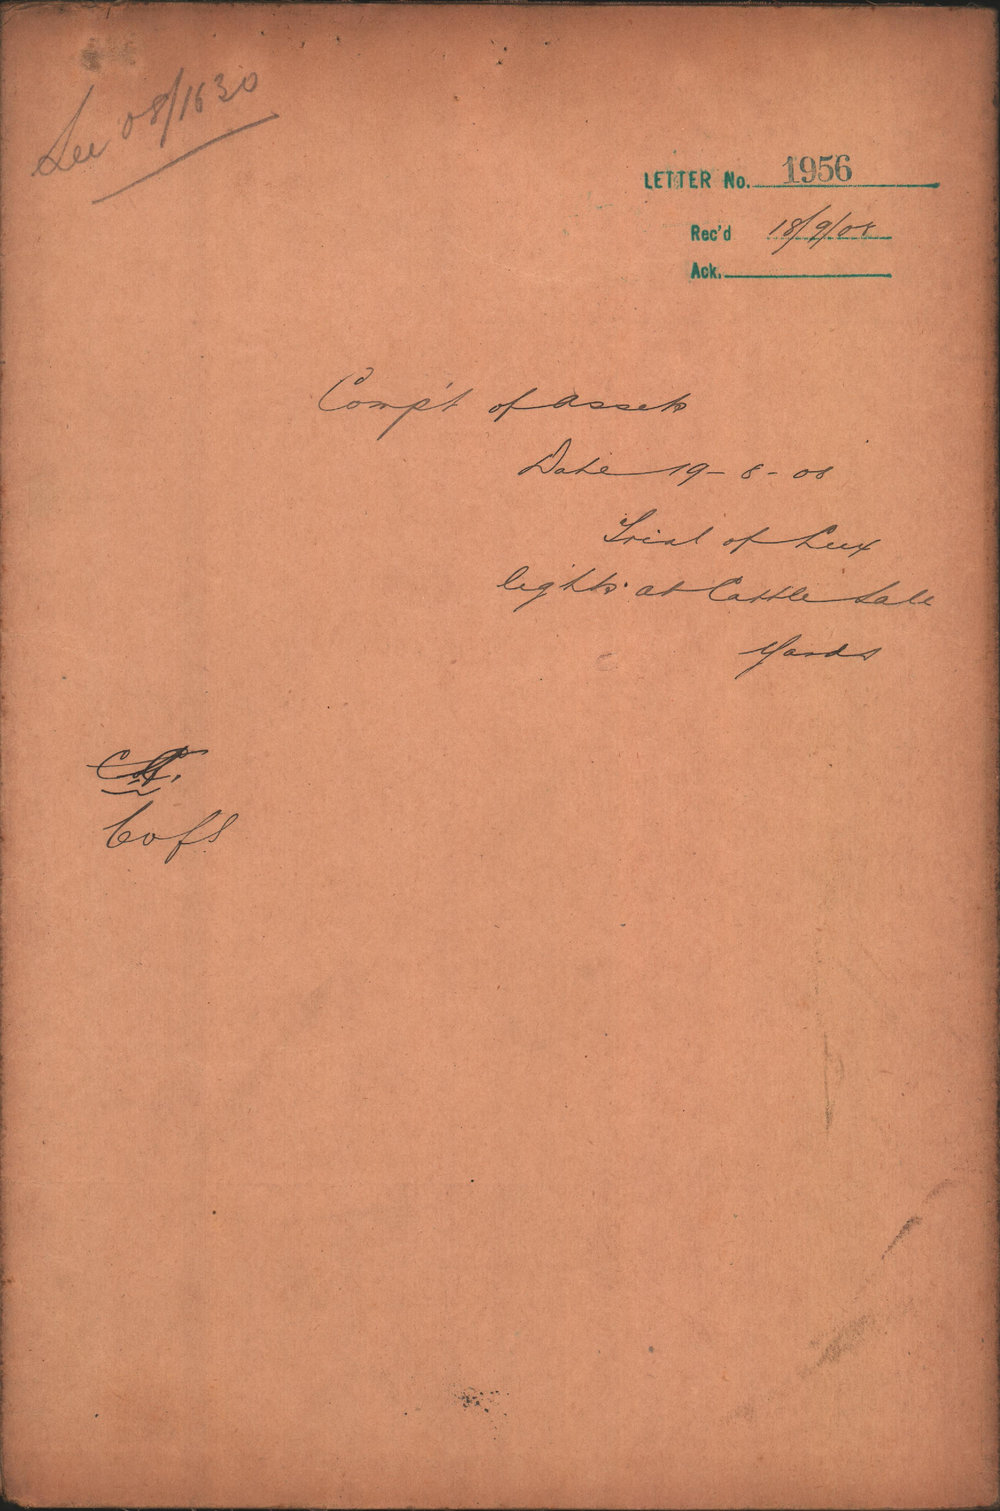 See 08/1630
LETTER No. 1956
Rec'd 18/9/08
Ack.
Comp't of Assets
Date 19-8-08
Trial of Lux
lights at Cattle Sale
Yards
C of S